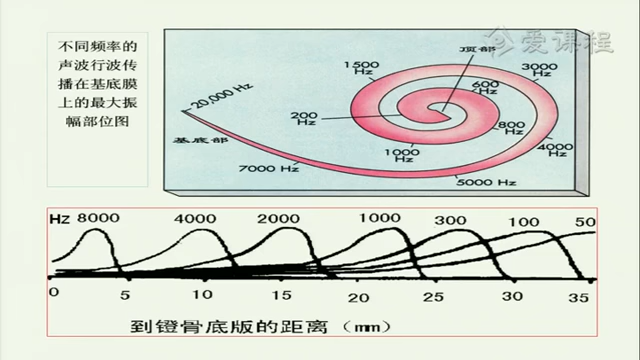 不同频率的
声波行波传
播在基底膜
上的最大振
幅部位图
爱课程
顶部
1500
Hz
3000
Hz
600
Hz
20,000 Hz
200
Hz
800
Hz
基底部
1000
Hz
4000
Hz
7000 Hz
5000 Hz
Hz 8000 4000 2000 1000 300 100 50
0 5 10 15 20 25 30 35
到镫骨底版的距离（mm）